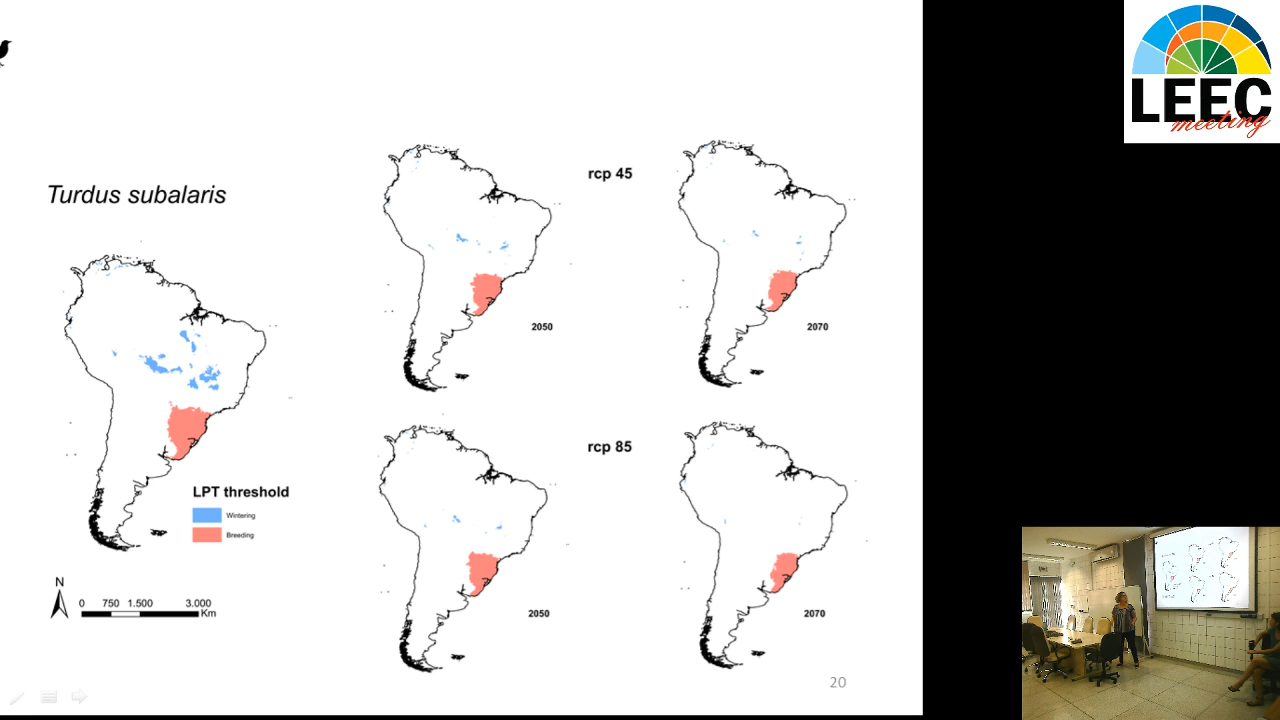 LEEC
meeting
Turdus subalaris
rcp 45
2050
2070
LPT threshold
Wintering
Breeding
N
0 750 1.500 3.000
Km
rcp 85
2050
2070
20